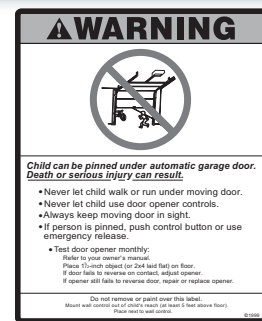 WARNING
Child can be pinned under automatic garage door.
Death or serious injury can result.
• Never let child walk or run under moving door.
• Never let child use door opener controls.
• Always keep moving door in sight.
• If person is pinned, push control button or use
emergency release.
• Test door opener monthly:
Refer to your owner's manual.
Place 1½-inch object (or 2x4 laid flat) on floor.
If door fails to reverse on contact, adjust opener.
If opener still fails to reverse door, repair or replace opener.
Do not remove or paint over this label.
Mount wall control out of child's reach (at least 5 feet above floor).
Place next to wall control.
©1999